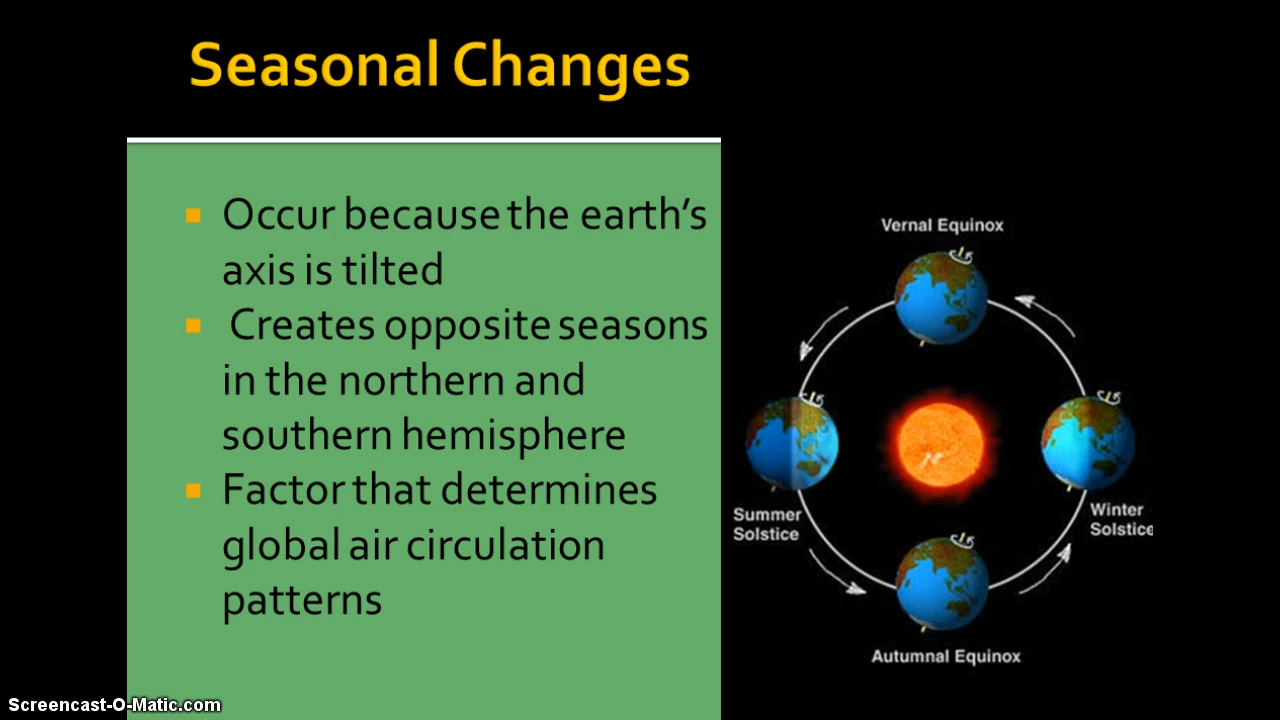 Seasonal Changes
Occur because the earth's
axis is tilted
Creates opposite seasons
in the northern and
southern hemisphere
Factor that determines
global air circulation
patterns
Vernal Equinox
Summer
Solstice
Winter
Solstice
Autumnal Equinox
Screencast-O-Matic.com